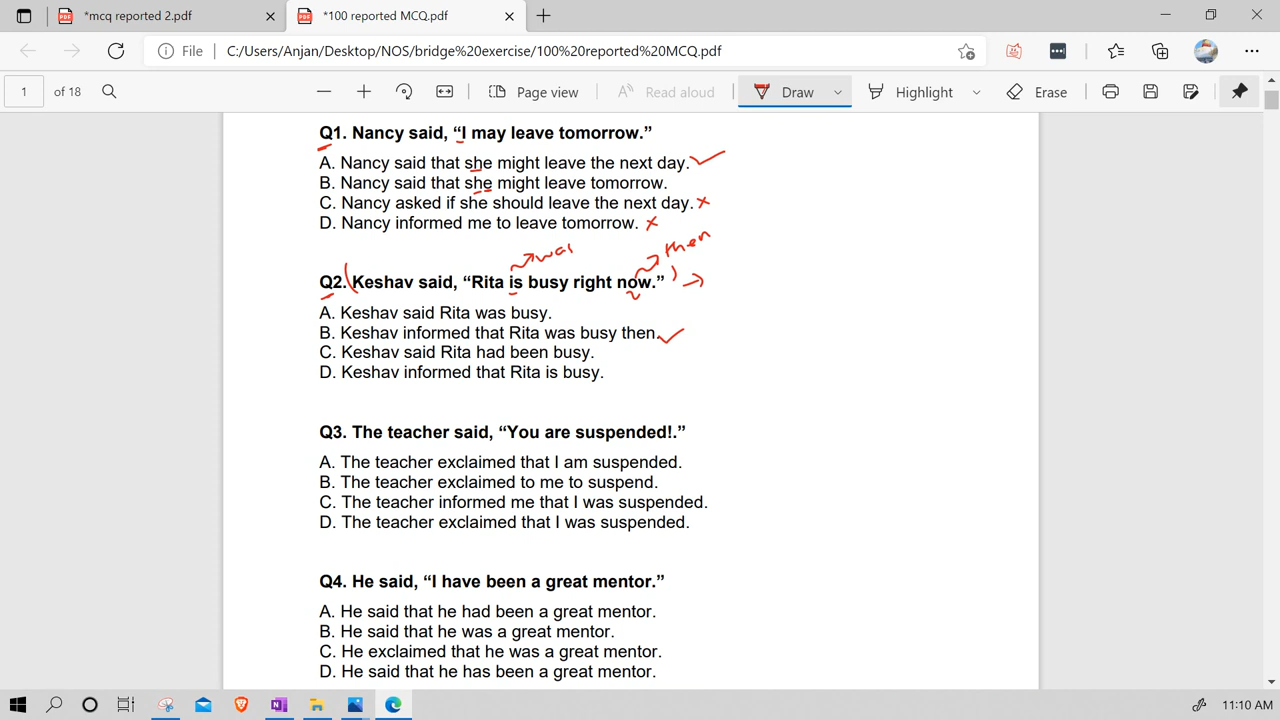 *mcq reported 2.pdf
*100 reported MCQ.pdf
File C:/Users/Anjan/Desktop/NOS/bridge%20exercise/100%20reported%20MCQ.pdf
1 of 18 Page view Read aloud Draw Highlight Erase
Q1. Nancy said, “I may leave tomorrow.”
A. Nancy said that she might leave the next day.
B. Nancy said that she might leave tomorrow.
C. Nancy asked if she should leave the next day.
D. Nancy informed me to leave tomorrow.
was then
Q2. Keshav said, “Rita is busy right now.”
A. Keshav said Rita was busy.
B. Keshav informed that Rita was busy then.
C. Keshav said Rita had been busy.
D. Keshav informed that Rita is busy.
Q3. The teacher said, “You are suspended!.”
A. The teacher exclaimed that I am suspended.
B. The teacher exclaimed to me to suspend.
C. The teacher informed me that I was suspended.
D. The teacher exclaimed that I was suspended.
Q4. He said, “I have been a great mentor.”
A. He said that he had been a great mentor.
B. He said that he was a great mentor.
C. He exclaimed that he was a great mentor.
D. He said that he has been a great mentor.
11:10 AM